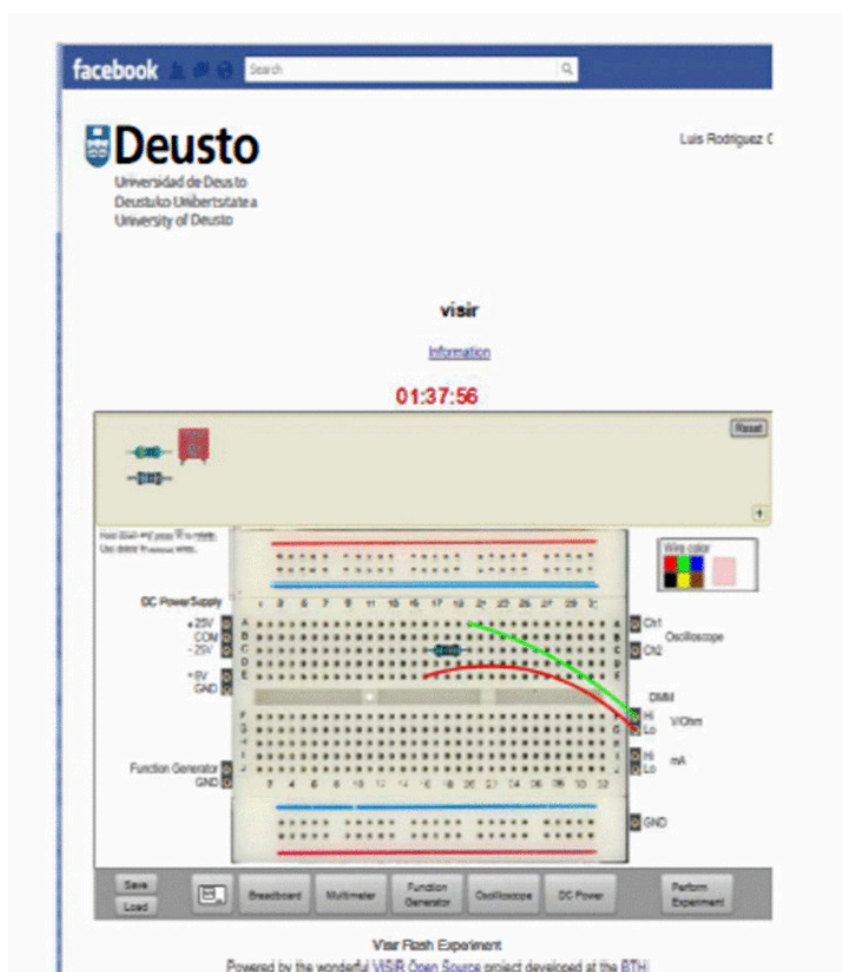 facebook Search
Deusto
Universidad de Deusto
Deustuko Unibertsitatea
University of Deusto
Luis Rodriguez C
visir
Information
01:37:56
Reset
+
Wire color
DC Power Supply
+25V
COM
-25V
+6V
GND
Function Generator
GND
A
B
C
D
E
F
G
H
I
J
Ch1
Oscilloscope
Ch2
DMM
Hi
V/Ohm
Lo
Hi
mA
Lo
GND
Save
Load
Breadboard
Multimeter
Function
Generator
Oscilloscope
DC Power
Perform
Experiment
Visir Flash Experiment
Powered by the wonderful VISIR Open Source project developed at the BTH